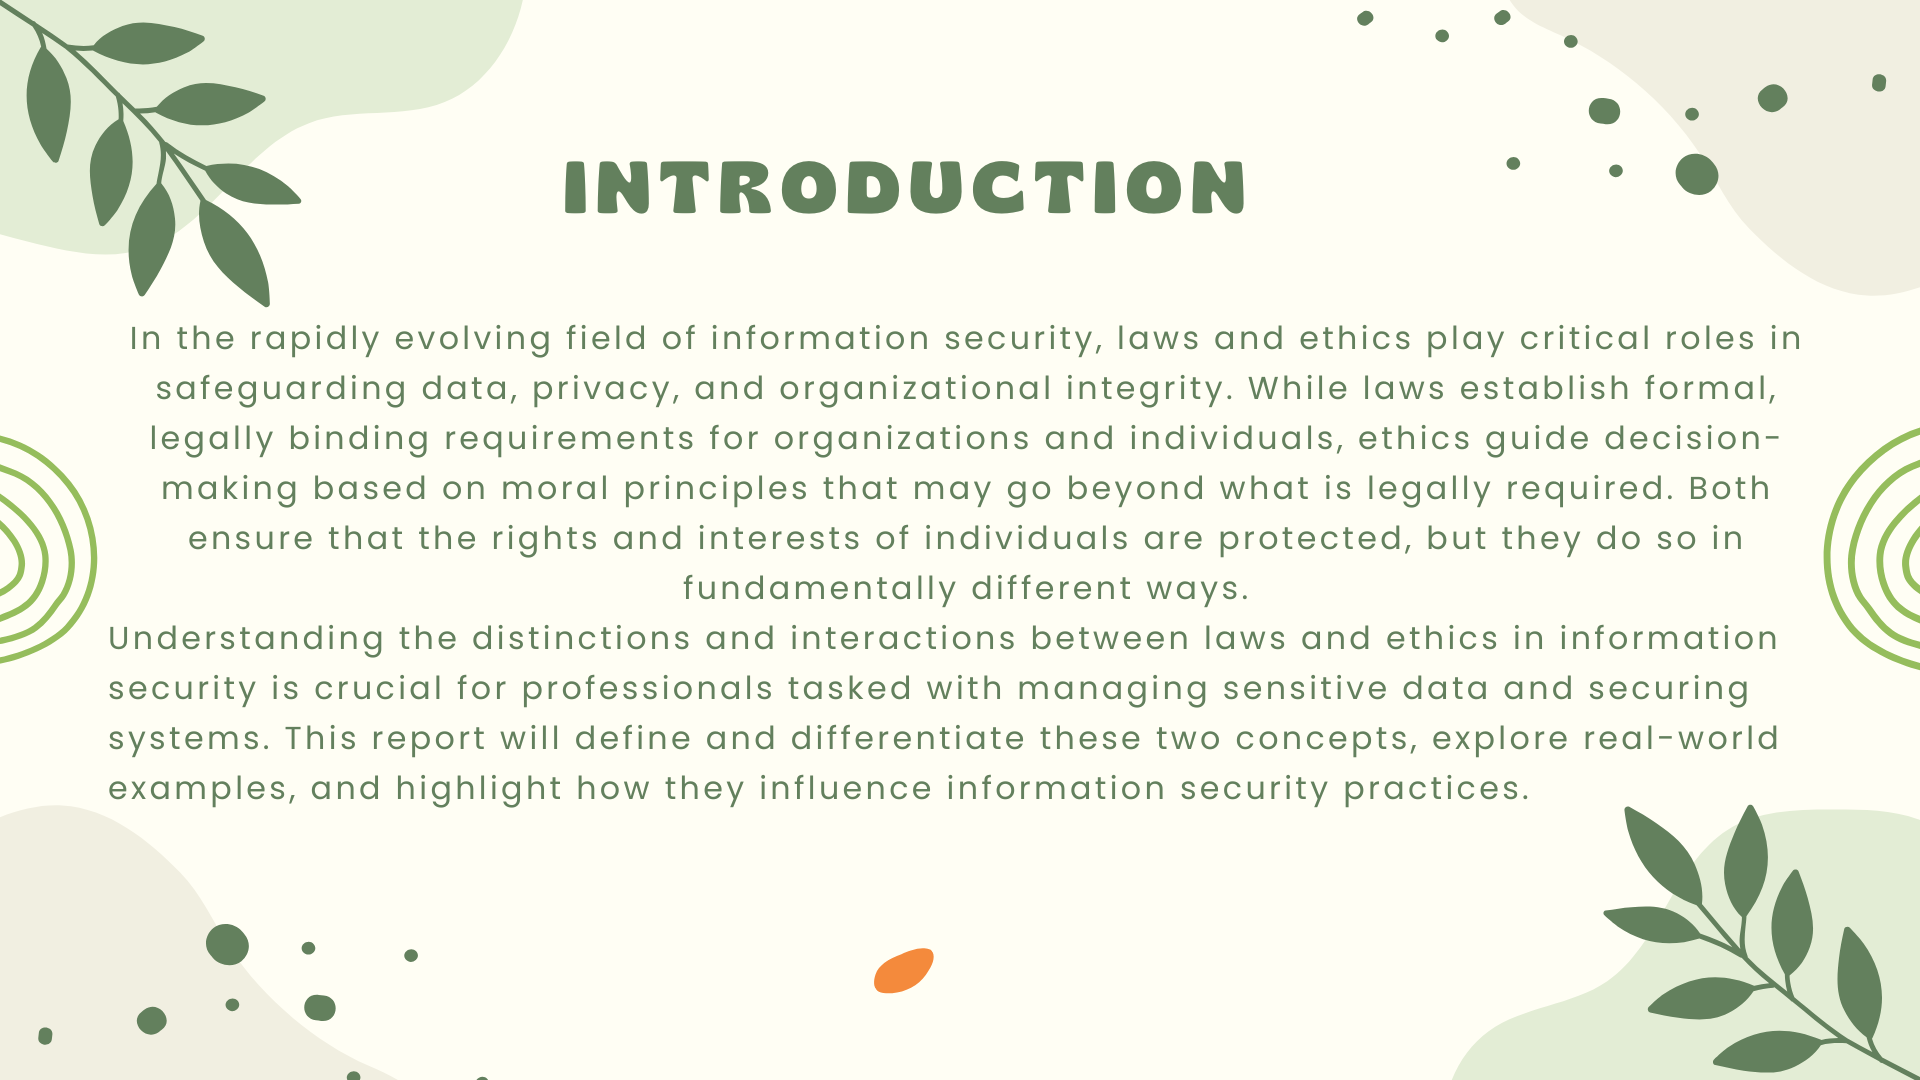 INTRODUCTION
In the rapidly evolving field of information security, laws and ethics play critical roles in
safeguarding data, privacy, and organizational integrity. While laws establish formal,
legally binding requirements for organizations and individuals, ethics guide decision-
making based on moral principles that may go beyond what is legally required. Both
ensure that the rights and interests of individuals are protected, but they do so in
fundamentally different ways.
Understanding the distinctions and interactions between laws and ethics in information
security is crucial for professionals tasked with managing sensitive data and securing
systems. This report will define and differentiate these two concepts, explore real-world
examples, and highlight how they influence information security practices.